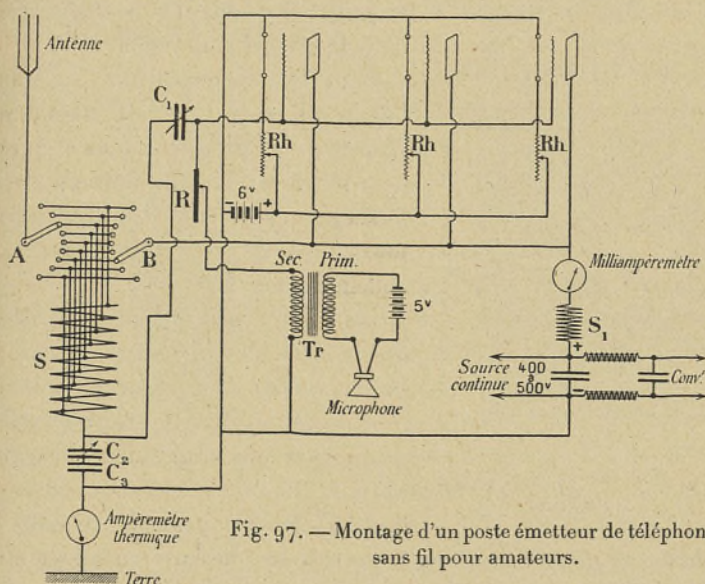 Antenne
C1
Rh
Rh
Rh
R
- 6v +
A
B
Sec. Prim.
Milliampèremètre
5v
S1
Tr
S
+
Source continue
400 à 500v
-
Conv.
Microphone
C2
C3
Ampèremètre
thermique
Terre
Fig. 97. — Montage d'un poste émetteur de téléphon
sans fil pour amateurs.